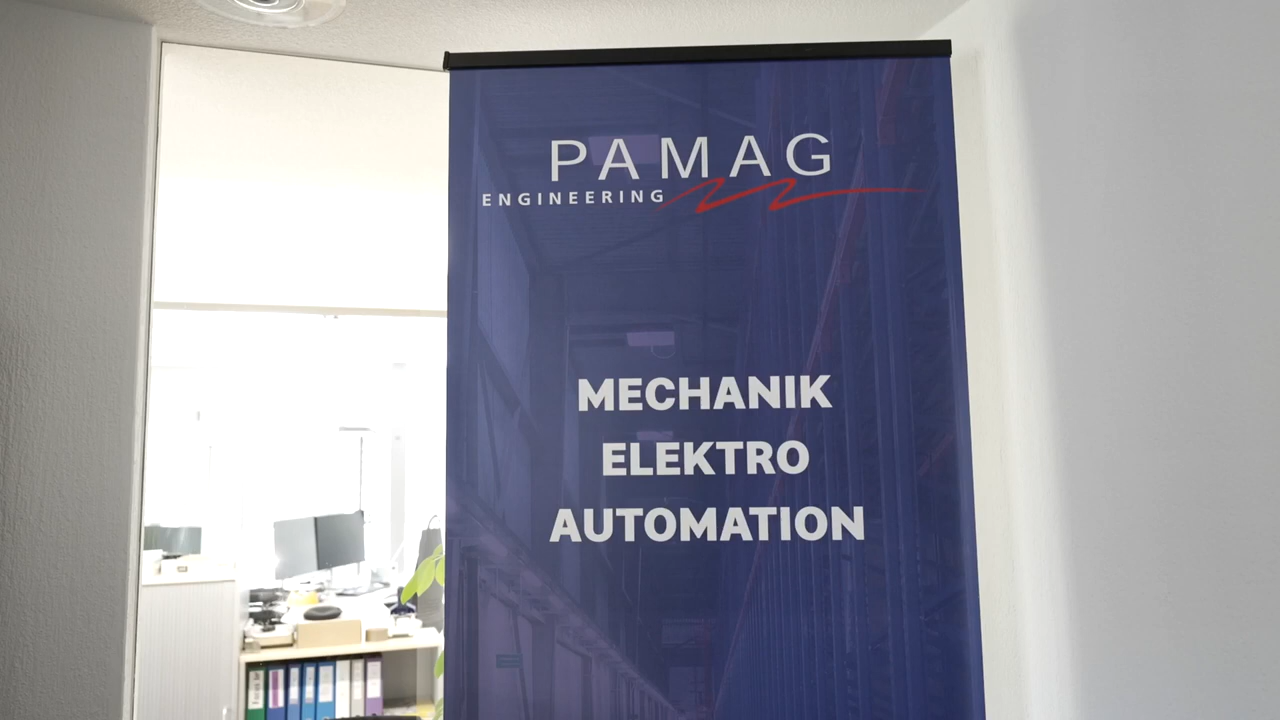 PAMAG
ENGINEERING
MECHANIK
ELEKTRO
AUTOMATION